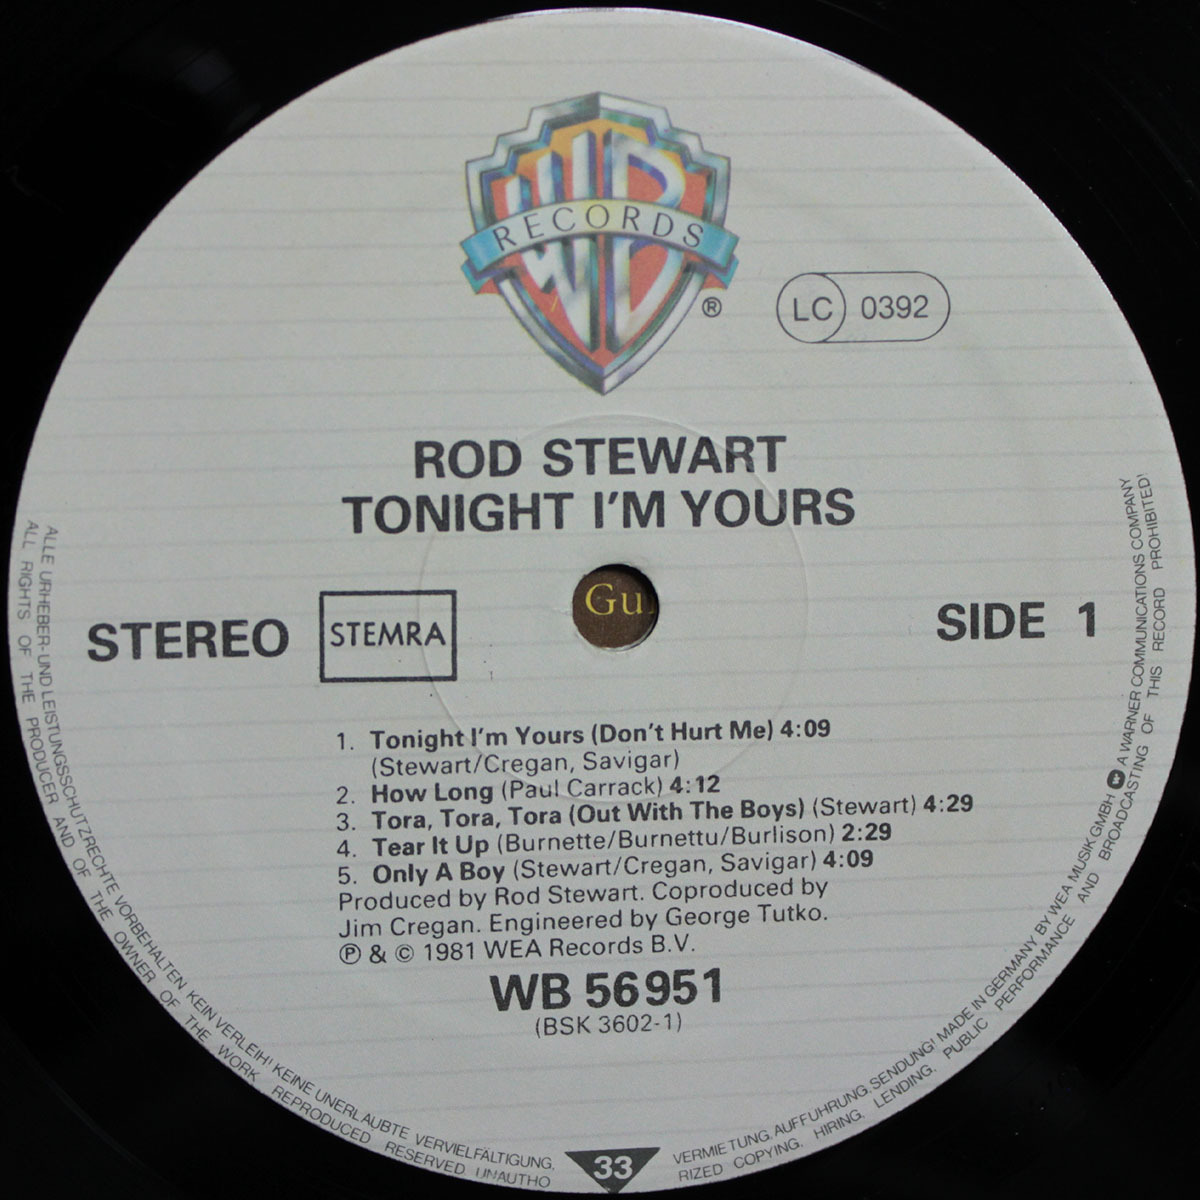 WB
RECORDS
®
LC 0392
ROD STEWART
TONIGHT I'M YOURS
STEREO
STEMRA
Gu
SIDE 1
1. Tonight I'm Yours (Don't Hurt Me) 4:09
(Stewart/Cregan, Savigar)
2. How Long (Paul Carrack) 4:12
3. Tora, Tora, Tora (Out With The Boys) (Stewart) 4:29
4. Tear It Up (Burnette/Burnettu/Burlison) 2:29
5. Only A Boy (Stewart/Cregan, Savigar) 4:09
Produced by Rod Stewart. Coproduced by
Jim Cregan. Engineered by George Tutko.
℗ & © 1981 WEA Records B.V.
WB 56951
(BSK 3602-1)
ALLE URHEBER- UND LEISTUNGSSCHUTZRECHTE VORBEHALTEN KEIN VERLEIH! KEINE UNERLAUBTE VERVIELFÄLTIGUNG, VERMIETUNG, AUFFÜHRUNG, SENDUNG! MADE IN GERMANY BY WEA MUSIK GMBH A WARNER COMMUNICATIONS COMPANY
ALL RIGHTS OF THE PRODUCER AND OF THE OWNER OF THE WORK REPRODUCED RESERVED. UNAUTHO RIZED COPYING, HIRING, LENDING, PUBLIC PERFORMANCE AND BROADCASTING OF THIS RECORD PROHIBITED!
33